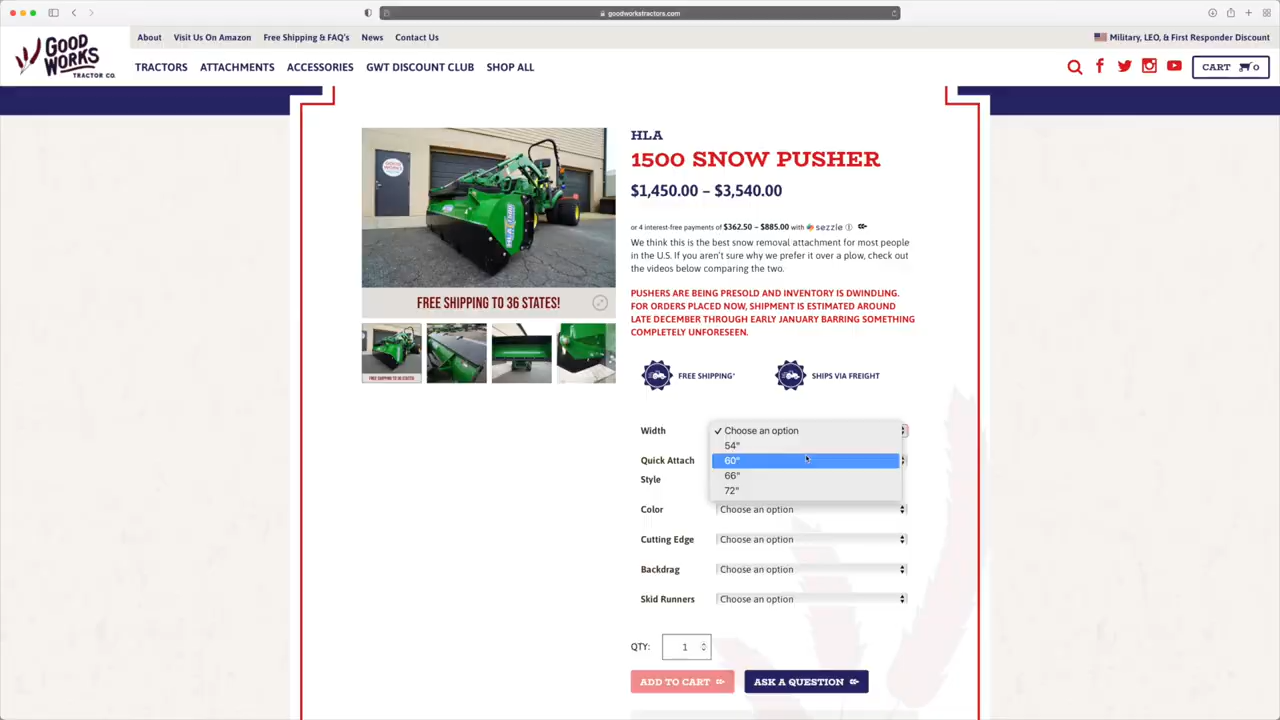 goodworkstractors.com
GOOD WORKS TRACTOR CO.
About
Visit Us On Amazon
Free Shipping & FAQ's
News
Contact Us
Military, LEO, & First Responder Discount
TRACTORS
ATTACHMENTS
ACCESSORIES
GWT DISCOUNT CLUB
SHOP ALL
CART 0
HLA
1500 SNOW PUSHER
$1,450.00 – $3,540.00
or 4 interest-free payments of $362.50 – $885.00 with sezzle
We think this is the best snow removal attachment for most people
in the U.S. If you aren't sure why we prefer it over a plow, check out
the videos below comparing the two.
PUSHERS ARE BEING PRESOLD AND INVENTORY IS DWINDLING.
FOR ORDERS PLACED NOW, SHIPMENT IS ESTIMATED AROUND
LATE DECEMBER THROUGH EARLY JANUARY BARRING SOMETHING
COMPLETELY UNFORESEEN.
FREE SHIPPING TO 36 STATES!
FREE SHIPPING TO 36 STATES!
FREE SHIPPING*
SHIPS VIA FREIGHT
Width
✓ Choose an option
54"
60"
66"
72"
Quick Attach
Style
Color
Choose an option
Cutting Edge
Choose an option
Backdrag
Choose an option
Skid Runners
Choose an option
QTY:
1
ADD TO CART
ASK A QUESTION